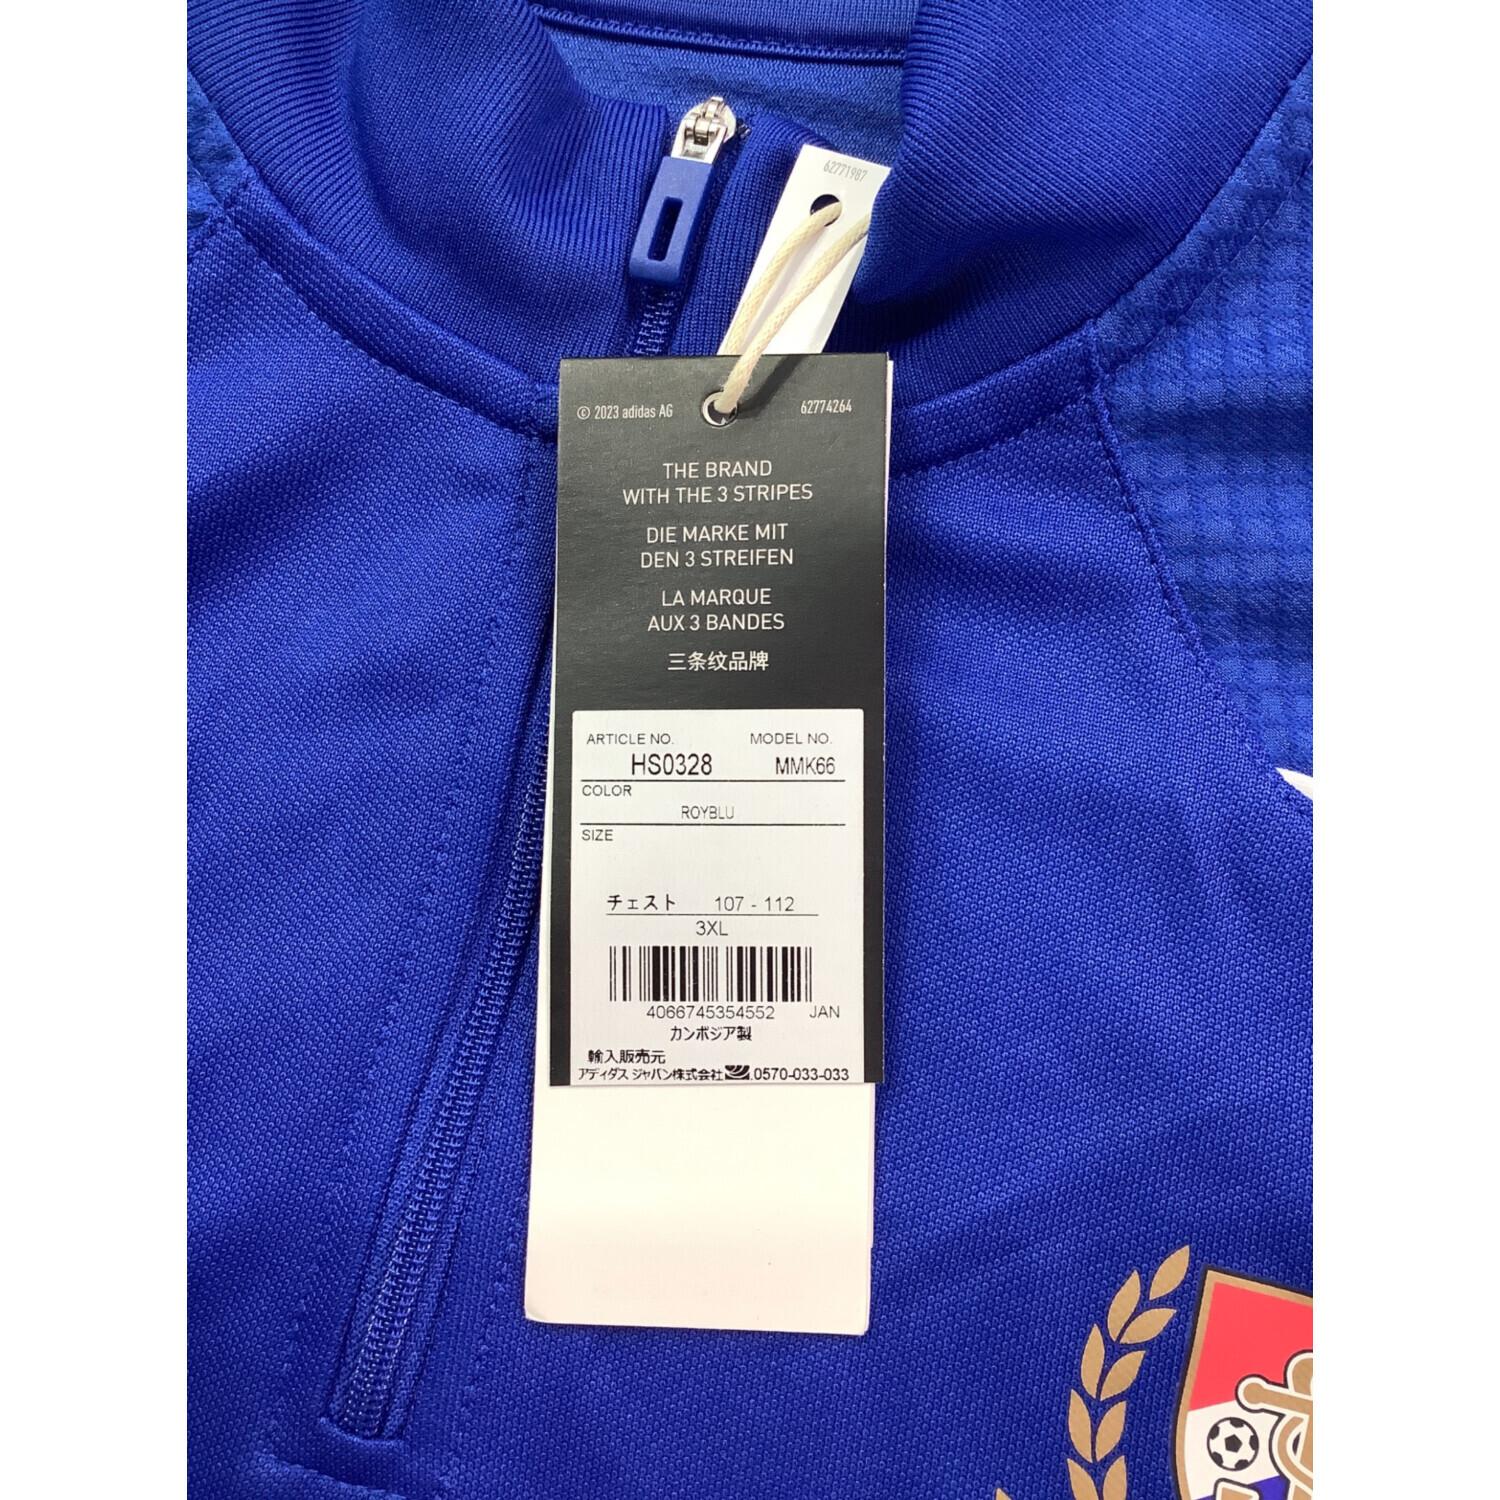 62771987
© 2023 adidas AG 62774264
THE BRAND
WITH THE 3 STRIPES
DIE MARKE MIT
DEN 3 STREIFEN
LA MARQUE
AUX 3 BANDES
三条纹品牌
ARTICLE NO. MODEL NO.
HS0328 MMK66
COLOR
ROYBLU
SIZE
チェスト 107 - 112
3XL
4066745354552 JAN
カンボジア製
輸入販売元
アディダス ジャパン株式会社 0570-033-033